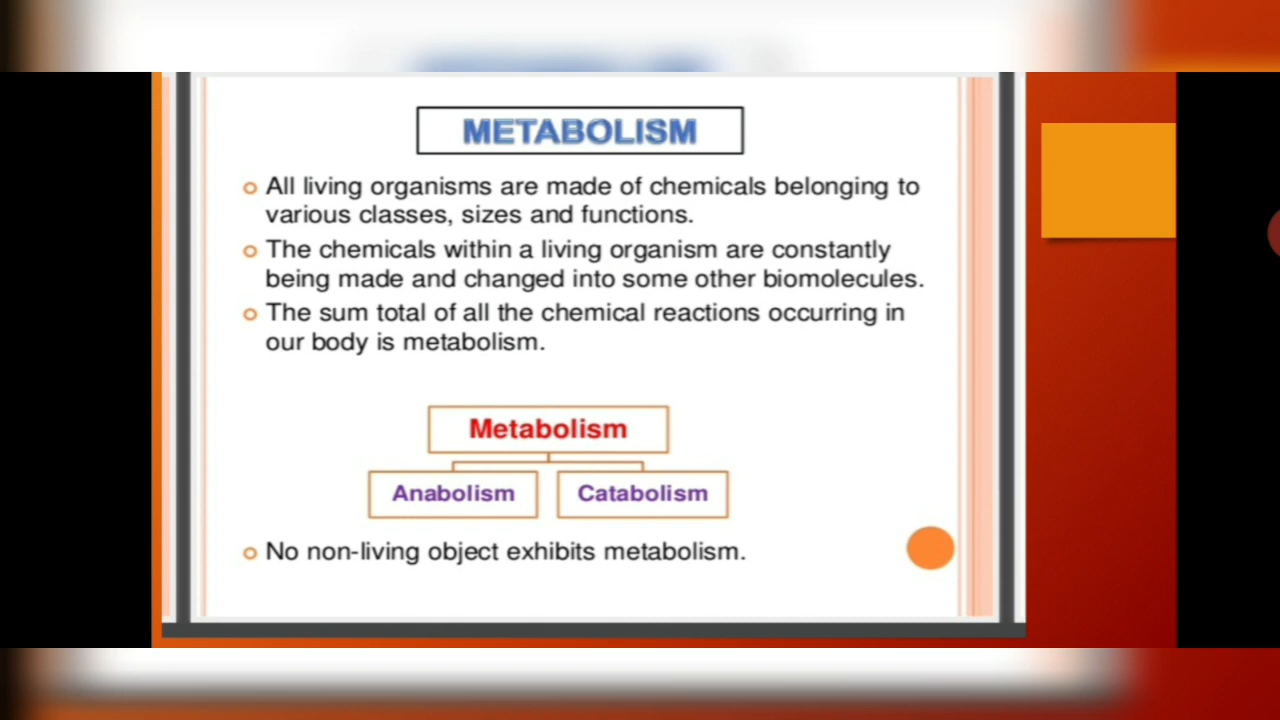 METABOLISM
All living organisms are made of chemicals belonging to
various classes, sizes and functions.
The chemicals within a living organism are constantly
being made and changed into some other biomolecules.
The sum total of all the chemical reactions occurring in
our body is metabolism.
Metabolism
Anabolism
Catabolism
No non-living object exhibits metabolism.